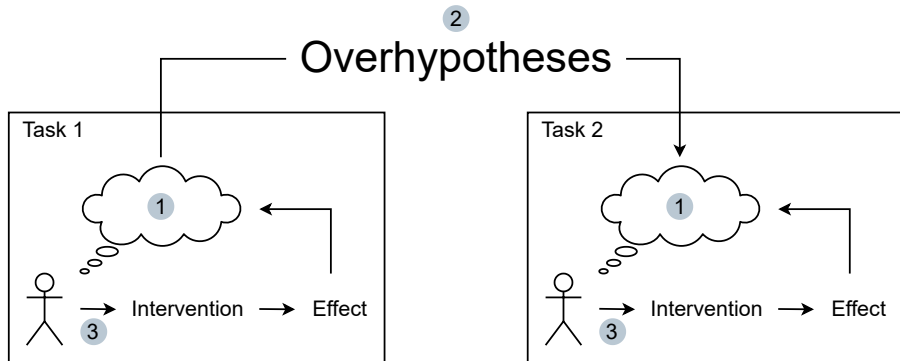 2
Overhypotheses
Task 1
1
Intervention
Effect
3
Task 2
1
Intervention
Effect
3